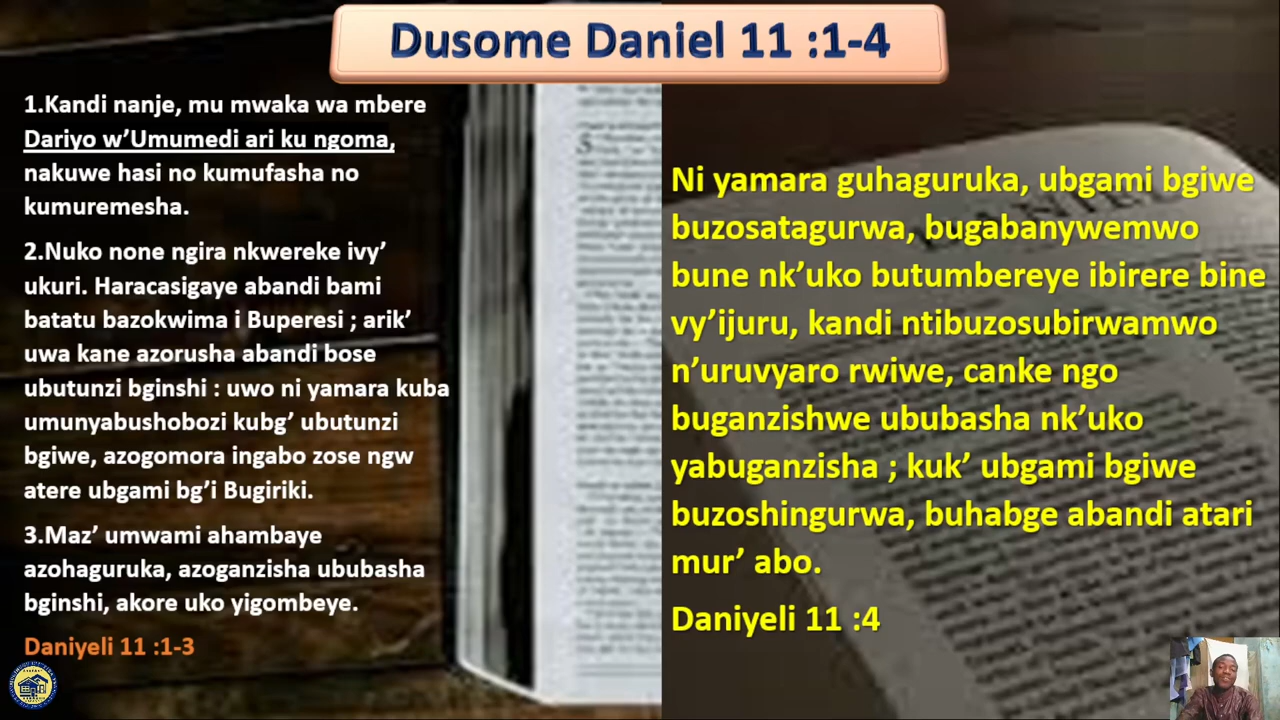 Dusome Daniel 11 :1-4
1.Kandi nanje, mu mwaka wa mbere
Dariyo w’Umumedi ari ku ngoma,
nakuwe hasi no kumufasha no
kumuremesha.
2.Nuko none ngira nkwereke ivy’
ukuri. Haracasigaye abandi bami
batatu bazokwima i Buperesi ; arik’
uwa kane azorusha abandi bose
ubutunzi bginshi : uwo ni yamara kuba
umunyabushobozi kubg’ ubutunzi
bgiwe, azogomora ingabo zose ngw
atere ubgami bg’i Bugiriki.
3.Maz’ umwami ahambaye
azohaguruka, azoganzisha ububasha
bginshi, akore uko yigombeye.
Daniyeli 11 :1-3
Ni yamara guhaguruka, ubgami bgiwe
buzosatagurwa, bugabanywemwo
bune nk’uko butumbereye ibirere bine
vy’ijuru, kandi ntibuzosubirwamwo
n’uruvyaro rwiwe, canke ngo
buganzishwe ububasha nk’uko
yabuganzisha ; kuk’ ubgami bgiwe
buzoshingurwa, buhabge abandi atari
mur’ abo.
Daniyeli 11 :4